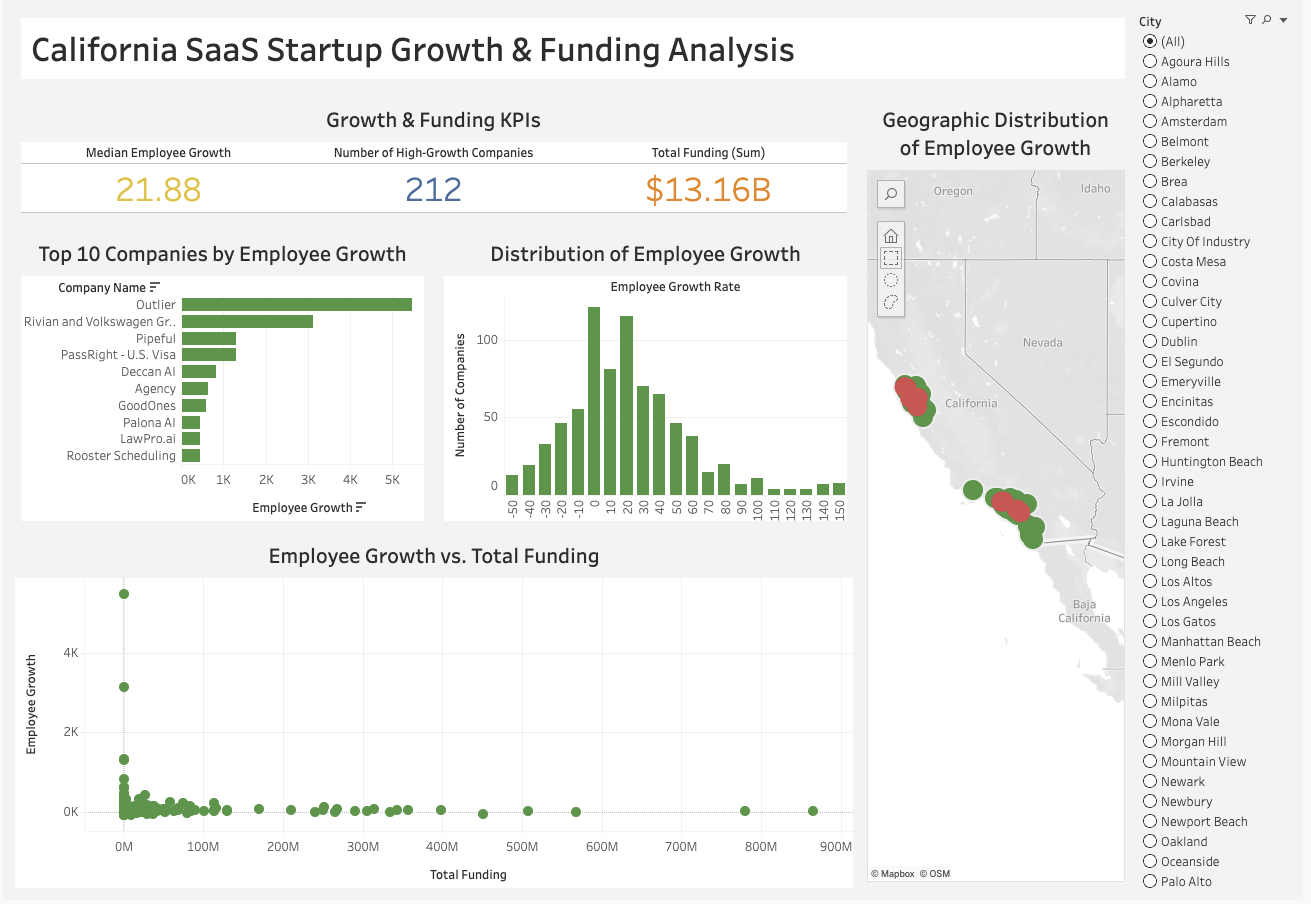 California SaaS Startup Growth & Funding Analysis
Growth & Funding KPIs
Median Employee Growth
Number of High-Growth Companies
Total Funding (Sum)
21.88
212
$13.16B
Top 10 Companies by Employee Growth
Company Name
Outlier
Rivian and Volkswagen Gr..
Pipeful
PassRight - U.S. Visa
Deccan AI
Agency
GoodOnes
Palona AI
LawPro.ai
Rooster Scheduling
0K 1K 2K 3K 4K 5K
Employee Growth
Distribution of Employee Growth
Employee Growth Rate
Number of Companies
100
50
0
-50 -40 -30 -20 -10 0 10 20 30 40 50 60 70 80 90 100 110 120 130 140 150
Employee Growth vs. Total Funding
Employee Growth
4K
2K
0K
0M 100M 200M 300M 400M 500M 600M 700M 800M 900M
Total Funding
Geographic Distribution
of Employee Growth
Oregon
Idaho
Nevada
California
Baja
California
© Mapbox © OSM
City
(All)
Agoura Hills
Alamo
Alpharetta
Amsterdam
Belmont
Berkeley
Brea
Calabasas
Carlsbad
City Of Industry
Costa Mesa
Covina
Culver City
Cupertino
Dublin
El Segundo
Emeryville
Encinitas
Escondido
Fremont
Huntington Beach
Irvine
La Jolla
Laguna Beach
Lake Forest
Long Beach
Los Altos
Los Angeles
Los Gatos
Manhattan Beach
Menlo Park
Mill Valley
Milpitas
Mona Vale
Morgan Hill
Mountain View
Newark
Newbury
Newport Beach
Oakland
Oceanside
Palo Alto